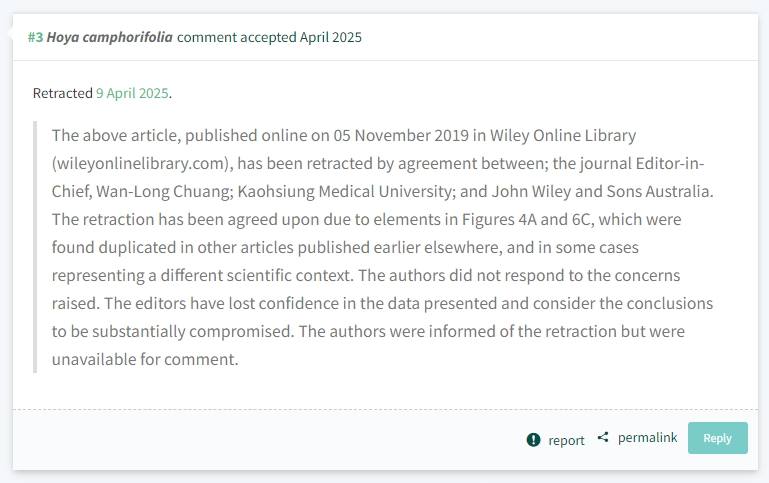 #3 Hoya camphorifolia comment accepted April 2025
Retracted 9 April 2025.
The above article, published online on 05 November 2019 in Wiley Online Library
(wileyonlinelibrary.com), has been retracted by agreement between; the journal Editor-in-
Chief, Wan-Long Chuang; Kaohsiung Medical University; and John Wiley and Sons Australia.
The retraction has been agreed upon due to elements in Figures 4A and 6C, which were
found duplicated in other articles published earlier elsewhere, and in some cases
representing a different scientific context. The authors did not respond to the concerns
raised. The editors have lost confidence in the data presented and consider the conclusions
to be substantially compromised. The authors were informed of the retraction but were
unavailable for comment.
report permalink Reply